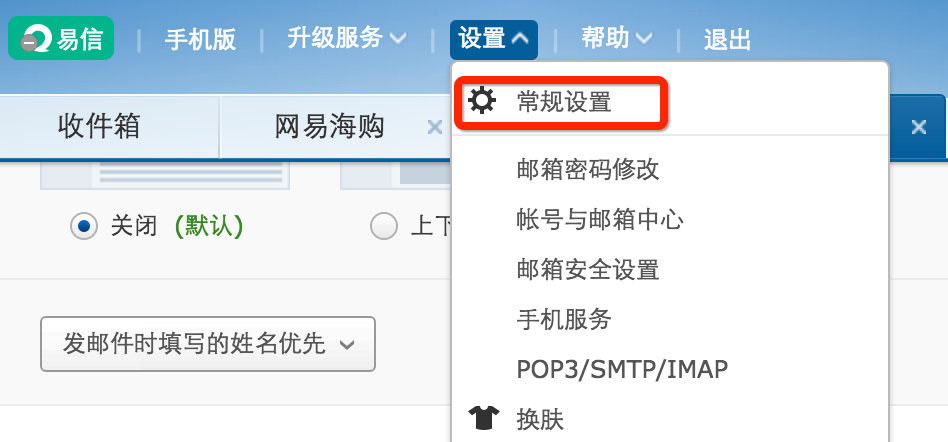 易信 手机版 升级服务 设置 帮助 退出
常规设置
收件箱 网易海购
邮箱密码修改
关闭 (默认) 上下
帐号与邮箱中心
邮箱安全设置
手机服务
发邮件时填写的姓名优先
POP3/SMTP/IMAP
换肤